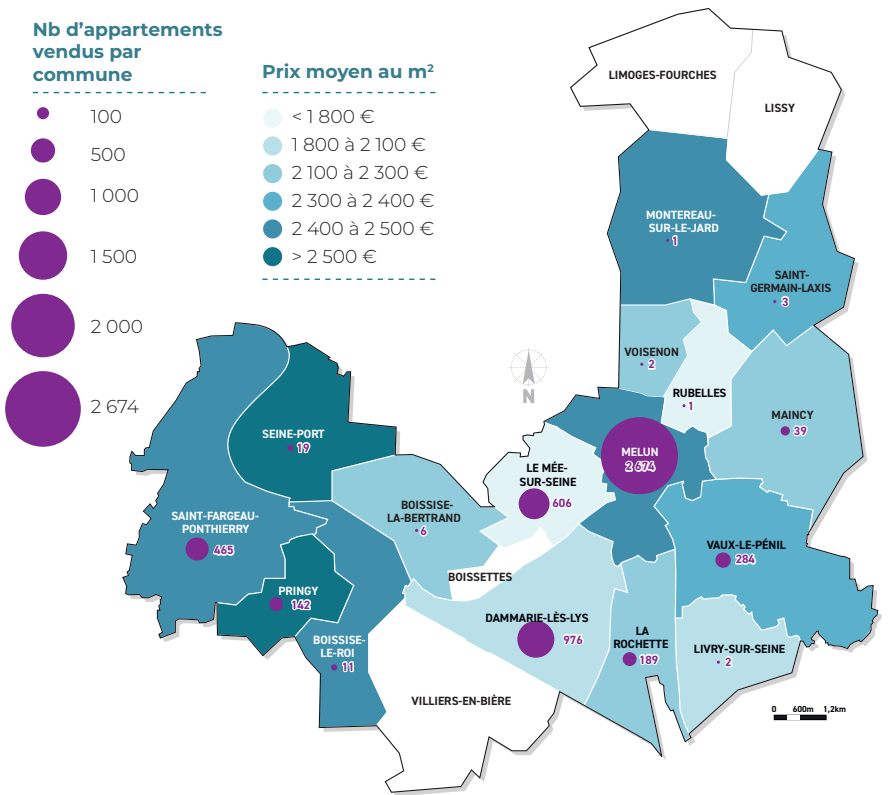 Nb d'appartements
vendus par
commune
100
500
1 000
1 500
2 000
2 674
Prix moyen au m²
< 1 800 €
1 800 à 2 100 €
2 100 à 2 300 €
2 300 à 2 400 €
2 400 à 2 500 €
> 2 500 €
LIMOGES-FOURCHES
LISSY
MONTEREAU-
SUR-LE-JARD
1
SAINT-
GERMAIN-LAXIS
3
VOISENON
2
RUBELLES
1
MAINCY
39
N
SEINE-PORT
19
MELUN
2 674
LE MÉE-
SUR-SEINE
606
BOISSISE-
LA-BERTRAND
6
SAINT-FARGEAU-
PONTHIERRY
465
VAUX-LE-PÉNIL
284
BOISSETTES
PRINGY
142
DAMMARIE-LÈS-LYS
976
LA
ROCHETTE
189
BOISSISE-
LE-ROI
11
LIVRY-SUR-SEINE
2
VILLIERS-EN-BIÈRE
0 600m 1,2km